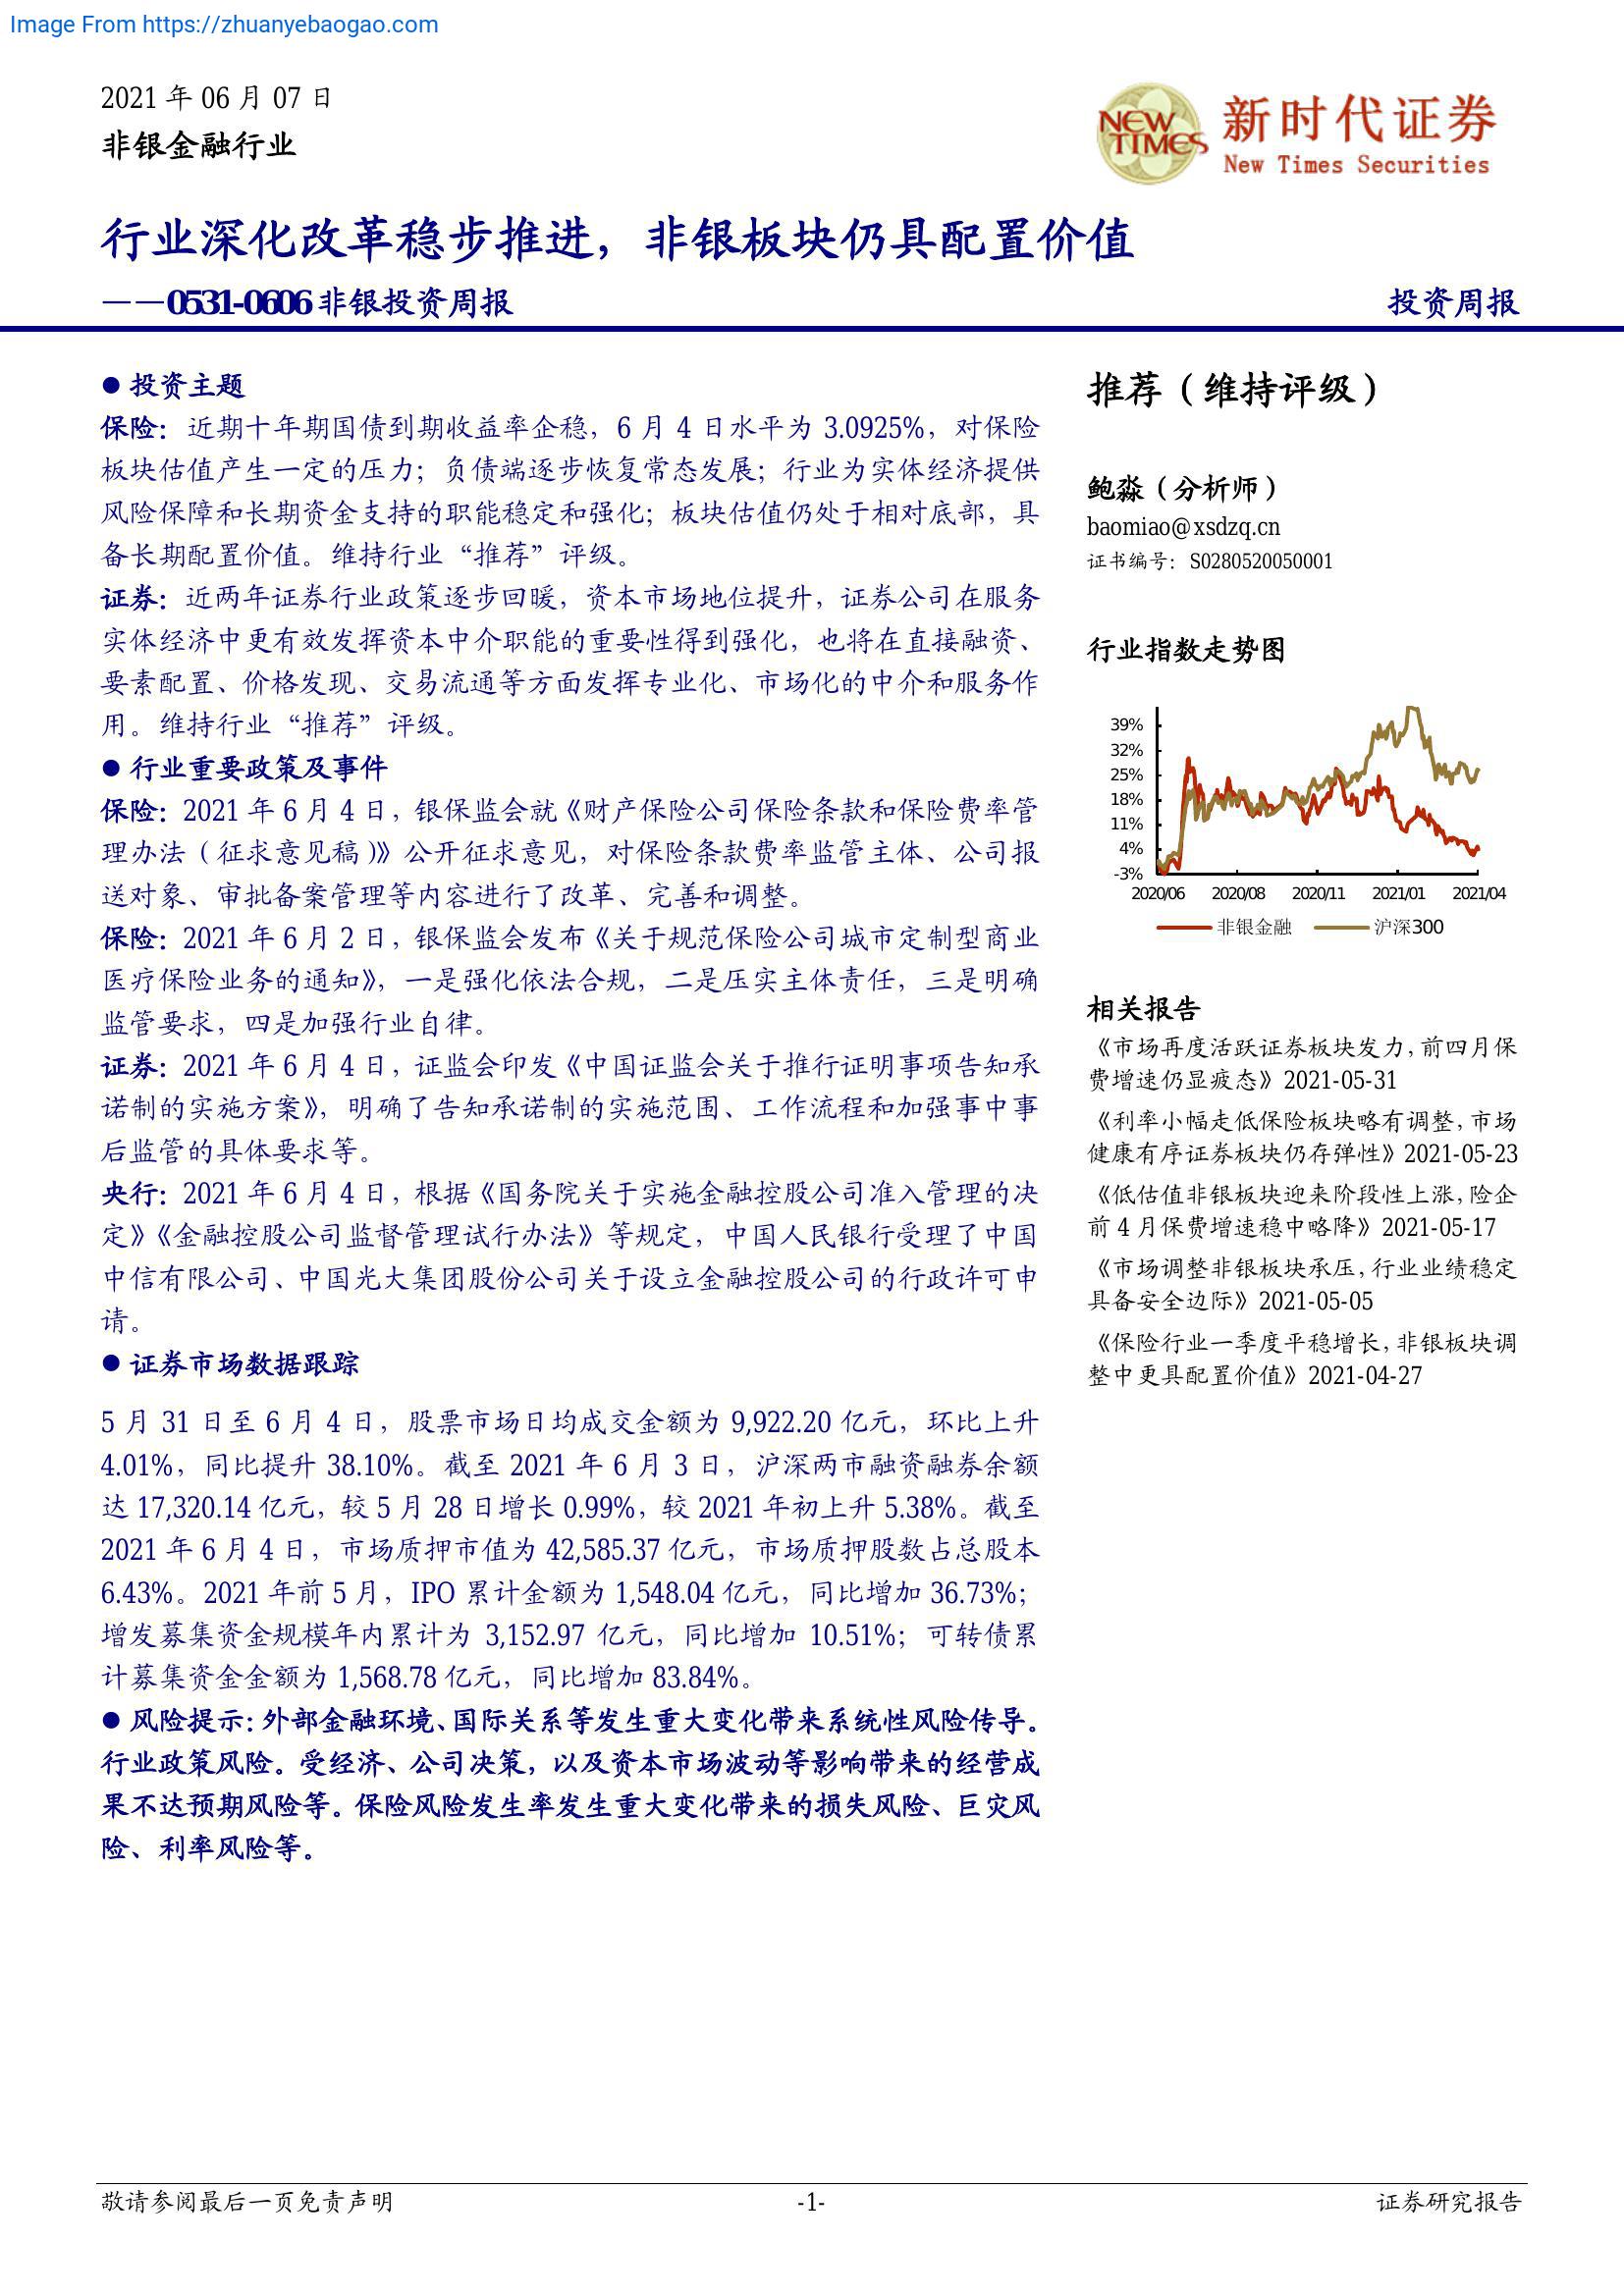 Image From https://zhuanyebaogao.com
2021 年 06 月 07 日
非银金融行业
NEW TIMES
新时代证券
New Times Securities
行业深化改革稳步推进，非银板块仍具配置价值
——0531-0606 非银投资周报
投资周报
● 投资主题
保险：近期十年期国债到期收益率企稳，6 月 4 日水平为 3.0925%，对保险
板块估值产生一定的压力；负债端逐步恢复常态发展；行业为实体经济提供
风险保障和长期资金支持的职能稳定和强化；板块估值仍处于相对底部，具
备长期配置价值。维持行业“推荐”评级。
证券：近两年证券行业政策逐步回暖，资本市场地位提升，证券公司在服务
实体经济中更有效发挥资本中介职能的重要性得到强化，也将在直接融资、
要素配置、价格发现、交易流通等方面发挥专业化、市场化的中介和服务作
用。维持行业“推荐”评级。
● 行业重要政策及事件
保险：2021 年 6 月 4 日，银保监会就《财产保险公司保险条款和保险费率管
理办法（征求意见稿）》公开征求意见，对保险条款费率监管主体、公司报
送对象、审批备案管理等内容进行了改革、完善和调整。
保险：2021 年 6 月 2 日，银保监会发布《关于规范保险公司城市定制型商业
医疗保险业务的通知》，一是强化依法合规，二是压实主体责任，三是明确
监管要求，四是加强行业自律。
证券：2021 年 6 月 4 日，证监会印发《中国证监会关于推行证明事项告知承
诺制的实施方案》，明确了告知承诺制的实施范围、工作流程和加强事中事
后监管的具体要求等。
央行：2021 年 6 月 4 日，根据《国务院关于实施金融控股公司准入管理的决
定》《金融控股公司监督管理试行办法》等规定，中国人民银行受理了中国
中信有限公司、中国光大集团股份公司关于设立金融控股公司的行政许可申
请。
● 证券市场数据跟踪
5 月 31 日至 6 月 4 日，股票市场日均成交金额为 9,922.20 亿元，环比上升
4.01%，同比提升 38.10%。截至 2021 年 6 月 3 日，沪深两市融资融券余额
达 17,320.14 亿元，较 5 月 28 日增长 0.99%，较 2021 年初上升 5.38%。截至
2021 年 6 月 4 日，市场质押市值为 42,585.37 亿元，市场质押股数占总股本
6.43%。2021 年前 5 月，IPO 累计金额为 1,548.04 亿元，同比增加 36.73%；
增发募集资金规模年内累计为 3,152.97 亿元，同比增加 10.51%；可转债累
计募集资金金额为 1,568.78 亿元，同比增加 83.84%。
● 风险提示：外部金融环境、国际关系等发生重大变化带来系统性风险传导。
行业政策风险。受经济、公司决策，以及资本市场波动等影响带来的经营成
果不达预期风险等。保险风险发生率发生重大变化带来的损失风险、巨灾风
险、利率风险等。
推荐（维持评级）
鲍淼（分析师）
baomiao@xsdzq.cn
证书编号：S0280520050001
行业指数走势图
39%
32%
25%
18%
11%
4%
-3%
2020/06 2020/08 2020/11 2021/01 2021/04
非银金融 沪深300
相关报告
《市场再度活跃证券板块发力，前四月保
费增速仍显疲态》2021-05-31
《利率小幅走低保险板块略有调整，市场
健康有序证券板块仍存弹性》2021-05-23
《低估值非银板块迎来阶段性上涨，险企
前 4 月保费增速稳中略降》2021-05-17
《市场调整非银板块承压，行业业绩稳定
具备安全边际》2021-05-05
《保险行业一季度平稳增长，非银板块调
整中更具配置价值》2021-04-27
敬请参阅最后一页免责声明
-1-
证券研究报告